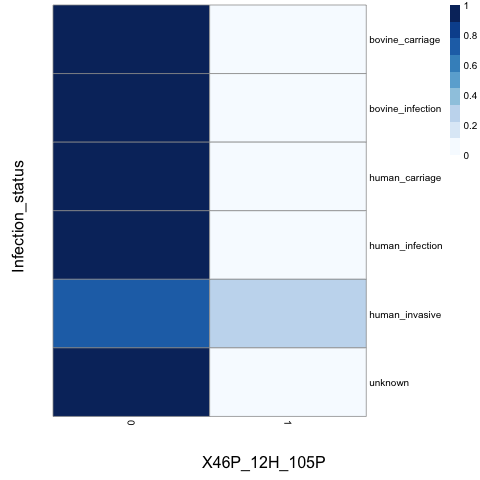 1
bovine_carriage
0.8
0.6
bovine_infection
0.4
0.2
0
human_carriage
Infection_status
human_infection
human_invasive
unknown
0
1
X46P_12H_105P